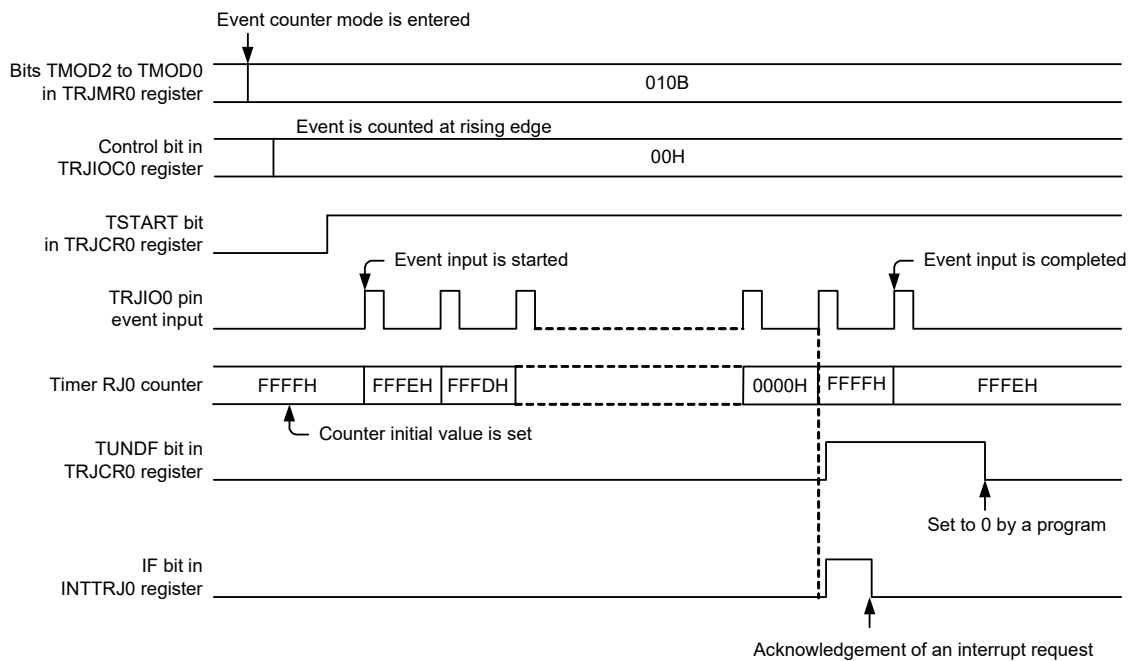 Event counter mode is entered
Bits TMOD2 to TMOD0
in TRJMR0 register
010B
Event is counted at rising edge
Control bit in
TRJIOC0 register
00H
TSTART bit
in TRJCR0 register
Event input is started
Event input is completed
TRJIO0 pin
event input
Timer RJ0 counter
FFFFH
FFFEH
FFFDH
0000H
FFFFH
FFFEH
Counter initial value is set
TUNDF bit in
TRJCR0 register
Set to 0 by a program
IF bit in
INTTRJ0 register
Acknowledgement of an interrupt request